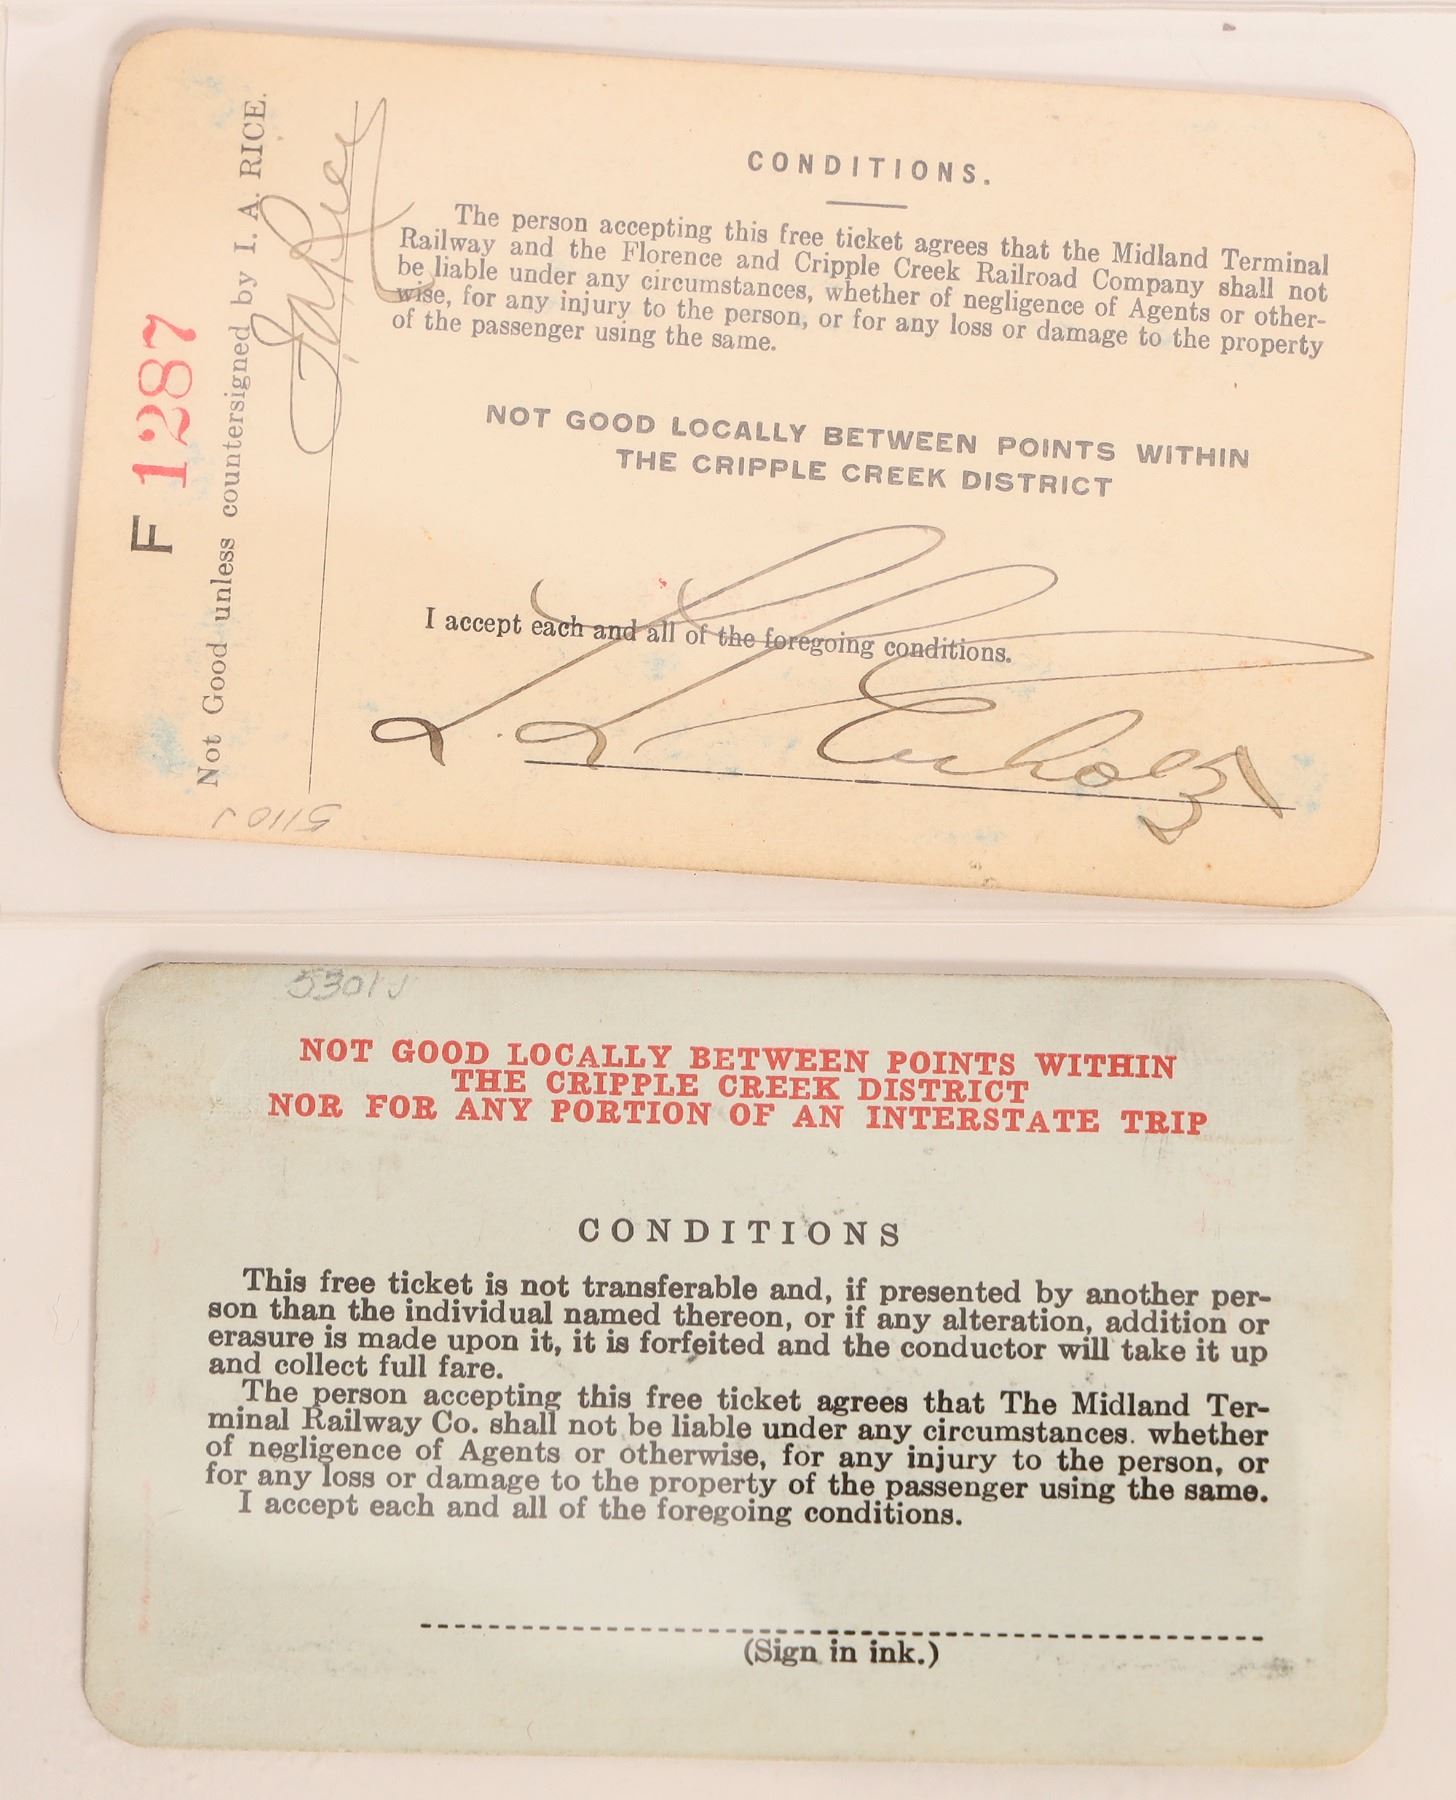 F 1287
Not Good unless countersigned by I. A. RICE.
I A Rice
CONDITIONS.
The person accepting this free ticket agrees that the Midland Terminal
Railway and the Florence and Cripple Creek Railroad Company shall not
be liable under any circumstances, whether of negligence of Agents or other-
wise, for any injury to the person, or for any loss or damage to the property
of the passenger using the same.
NOT GOOD LOCALLY BETWEEN POINTS WITHIN
THE CRIPPLE CREEK DISTRICT
I accept each and all of the foregoing conditions.
5110J
5301J
NOT GOOD LOCALLY BETWEEN POINTS WITHIN
THE CRIPPLE CREEK DISTRICT
NOR FOR ANY PORTION OF AN INTERSTATE TRIP
CONDITIONS
This free ticket is not transferable and, if presented by another per-
son than the individual named thereon, or if any alteration, addition or
erasure is made upon it, it is forfeited and the conductor will take it up
and collect full fare.
The person accepting this free ticket agrees that The Midland Ter-
minal Railway Co. shall not be liable under any circumstances. whether
of negligence of Agents or otherwise, for any injury to the person, or
for any loss or damage to the property of the passenger using the same.
I accept each and all of the foregoing conditions.
(Sign in ink.)